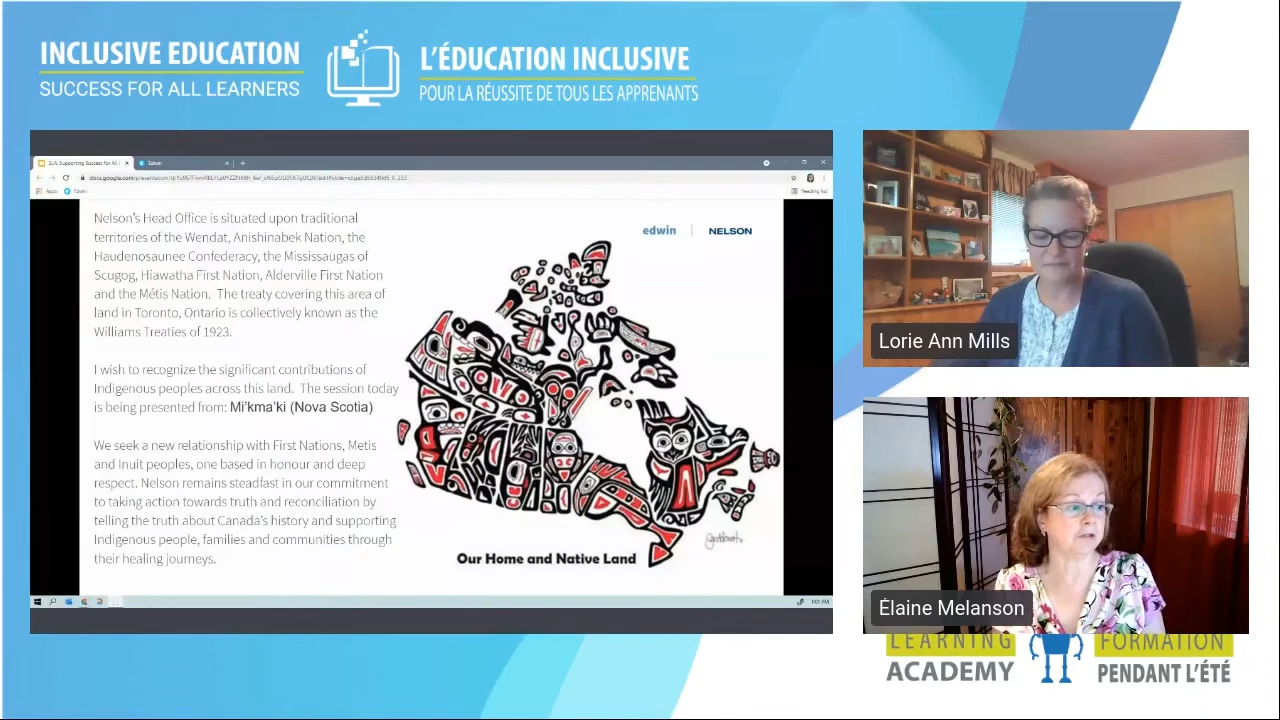 INCLUSIVE EDUCATION
SUCCESS FOR ALL LEARNERS
L'ÉDUCATION INCLUSIVE
POUR LA RÉUSSITE DE TOUS LES APPRENANTS
Edwin
Apps
Edwin
Reading list
Nelson's Head Office is situated upon traditional
territories of the Wendat, Anishinabek Nation, the
Haudenosaunee Confederacy, the Mississaugas of
Scugog, Hiawatha First Nation, Alderville First Nation
and the Métis Nation. The treaty covering this area of
land in Toronto, Ontario is collectively known as the
Williams Treaties of 1923.
I wish to recognize the significant contributions of
Indigenous peoples across this land. The session today
is being presented from: Mi'kma'ki (Nova Scotia)
We seek a new relationship with First Nations, Metis
and Inuit peoples, one based in honour and deep
respect. Nelson remains steadfast in our commitment
to taking action towards truth and reconciliation by
telling the truth about Canada's history and supporting
Indigenous people, families and communities through
their healing journeys.
edwin | NELSON
Our Home and Native Land
Lorie Ann Mills
Élaine Melanson
LEARNING
ACADEMY
FORMATION
PENDANT L'ÉTÉ